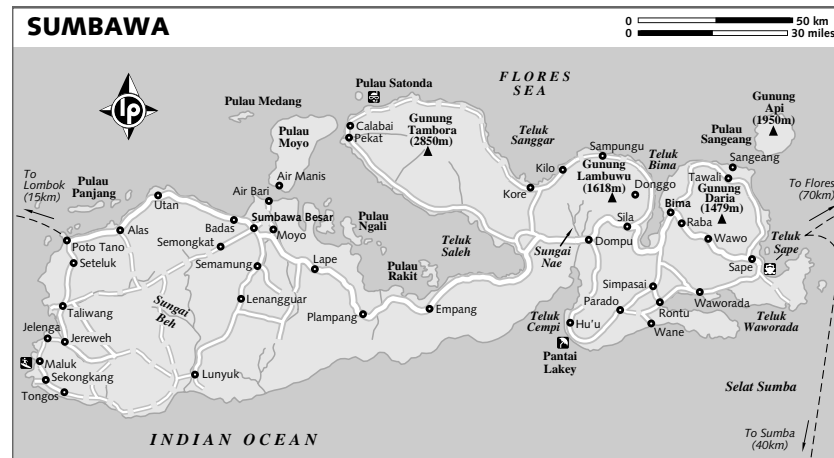 SUMBAWA
0 50 km
0 30 miles
FLORES
SEA
Gunung
Api
(1950m)
Pulau Satonda
Pulau Medang
Pulau
Moyo
Calabai
Pekat
Gunung
Tambora
(2850m)
Teluk
Sanggar
Sampungu
Teluk
Bima
Pulau
Sangeang
Sangeang
Kilo
Gunung
Lambuwu
(1618m)
Donggo
Tawali
Gunung
Daria
(1479m)
To
Lombok
(15km)
Pulau
Panjang
Utan
Air Manis
Air Bari
Kore
To Flores
(70km)
Bima
Raba
Wawo
Sila
Dompu
Sungai
Nae
Teluk
Sape
Sape
Poto Tano
Alas
Badas
Sumbawa Besar
Moyo
Semongkat
Pulau
Ngali
Teluk
Saleh
Seteluk
Semamung
Lape
Pulau
Rakit
Simpasai
Waworada
Teluk
Waworada
Taliwang
Sungai
Beh
Lenangguar
Plampang
Empang
Teluk
Cempi
Parado
Hu'u
Rontu
Wane
Jelenga
Jereweh
Maluk
Sekongkang
Tongos
Lunyuk
Pantai
Lakey
Selat Sumba
INDIAN OCEAN
To Sumba
(40km)
lp